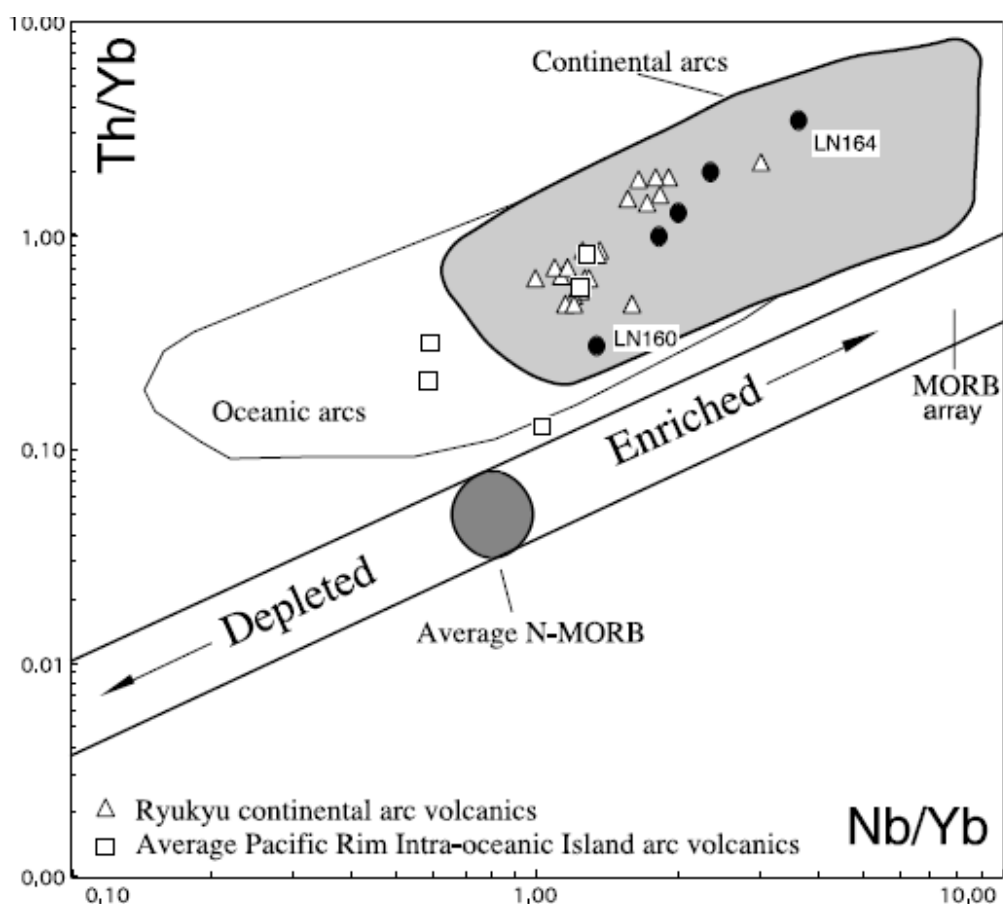 10.00
Th/Yb
Continental arcs
LN164
1.00
LN160
MORB
array
Oceanic arcs
Enriched
0.10
Depleted
Average N-MORB
0.01
Ryukyu continental arc volcanics
Average Pacific Rim Intra-oceanic Island arc volcanics
Nb/Yb
0,00
0,10
1,00
10,00